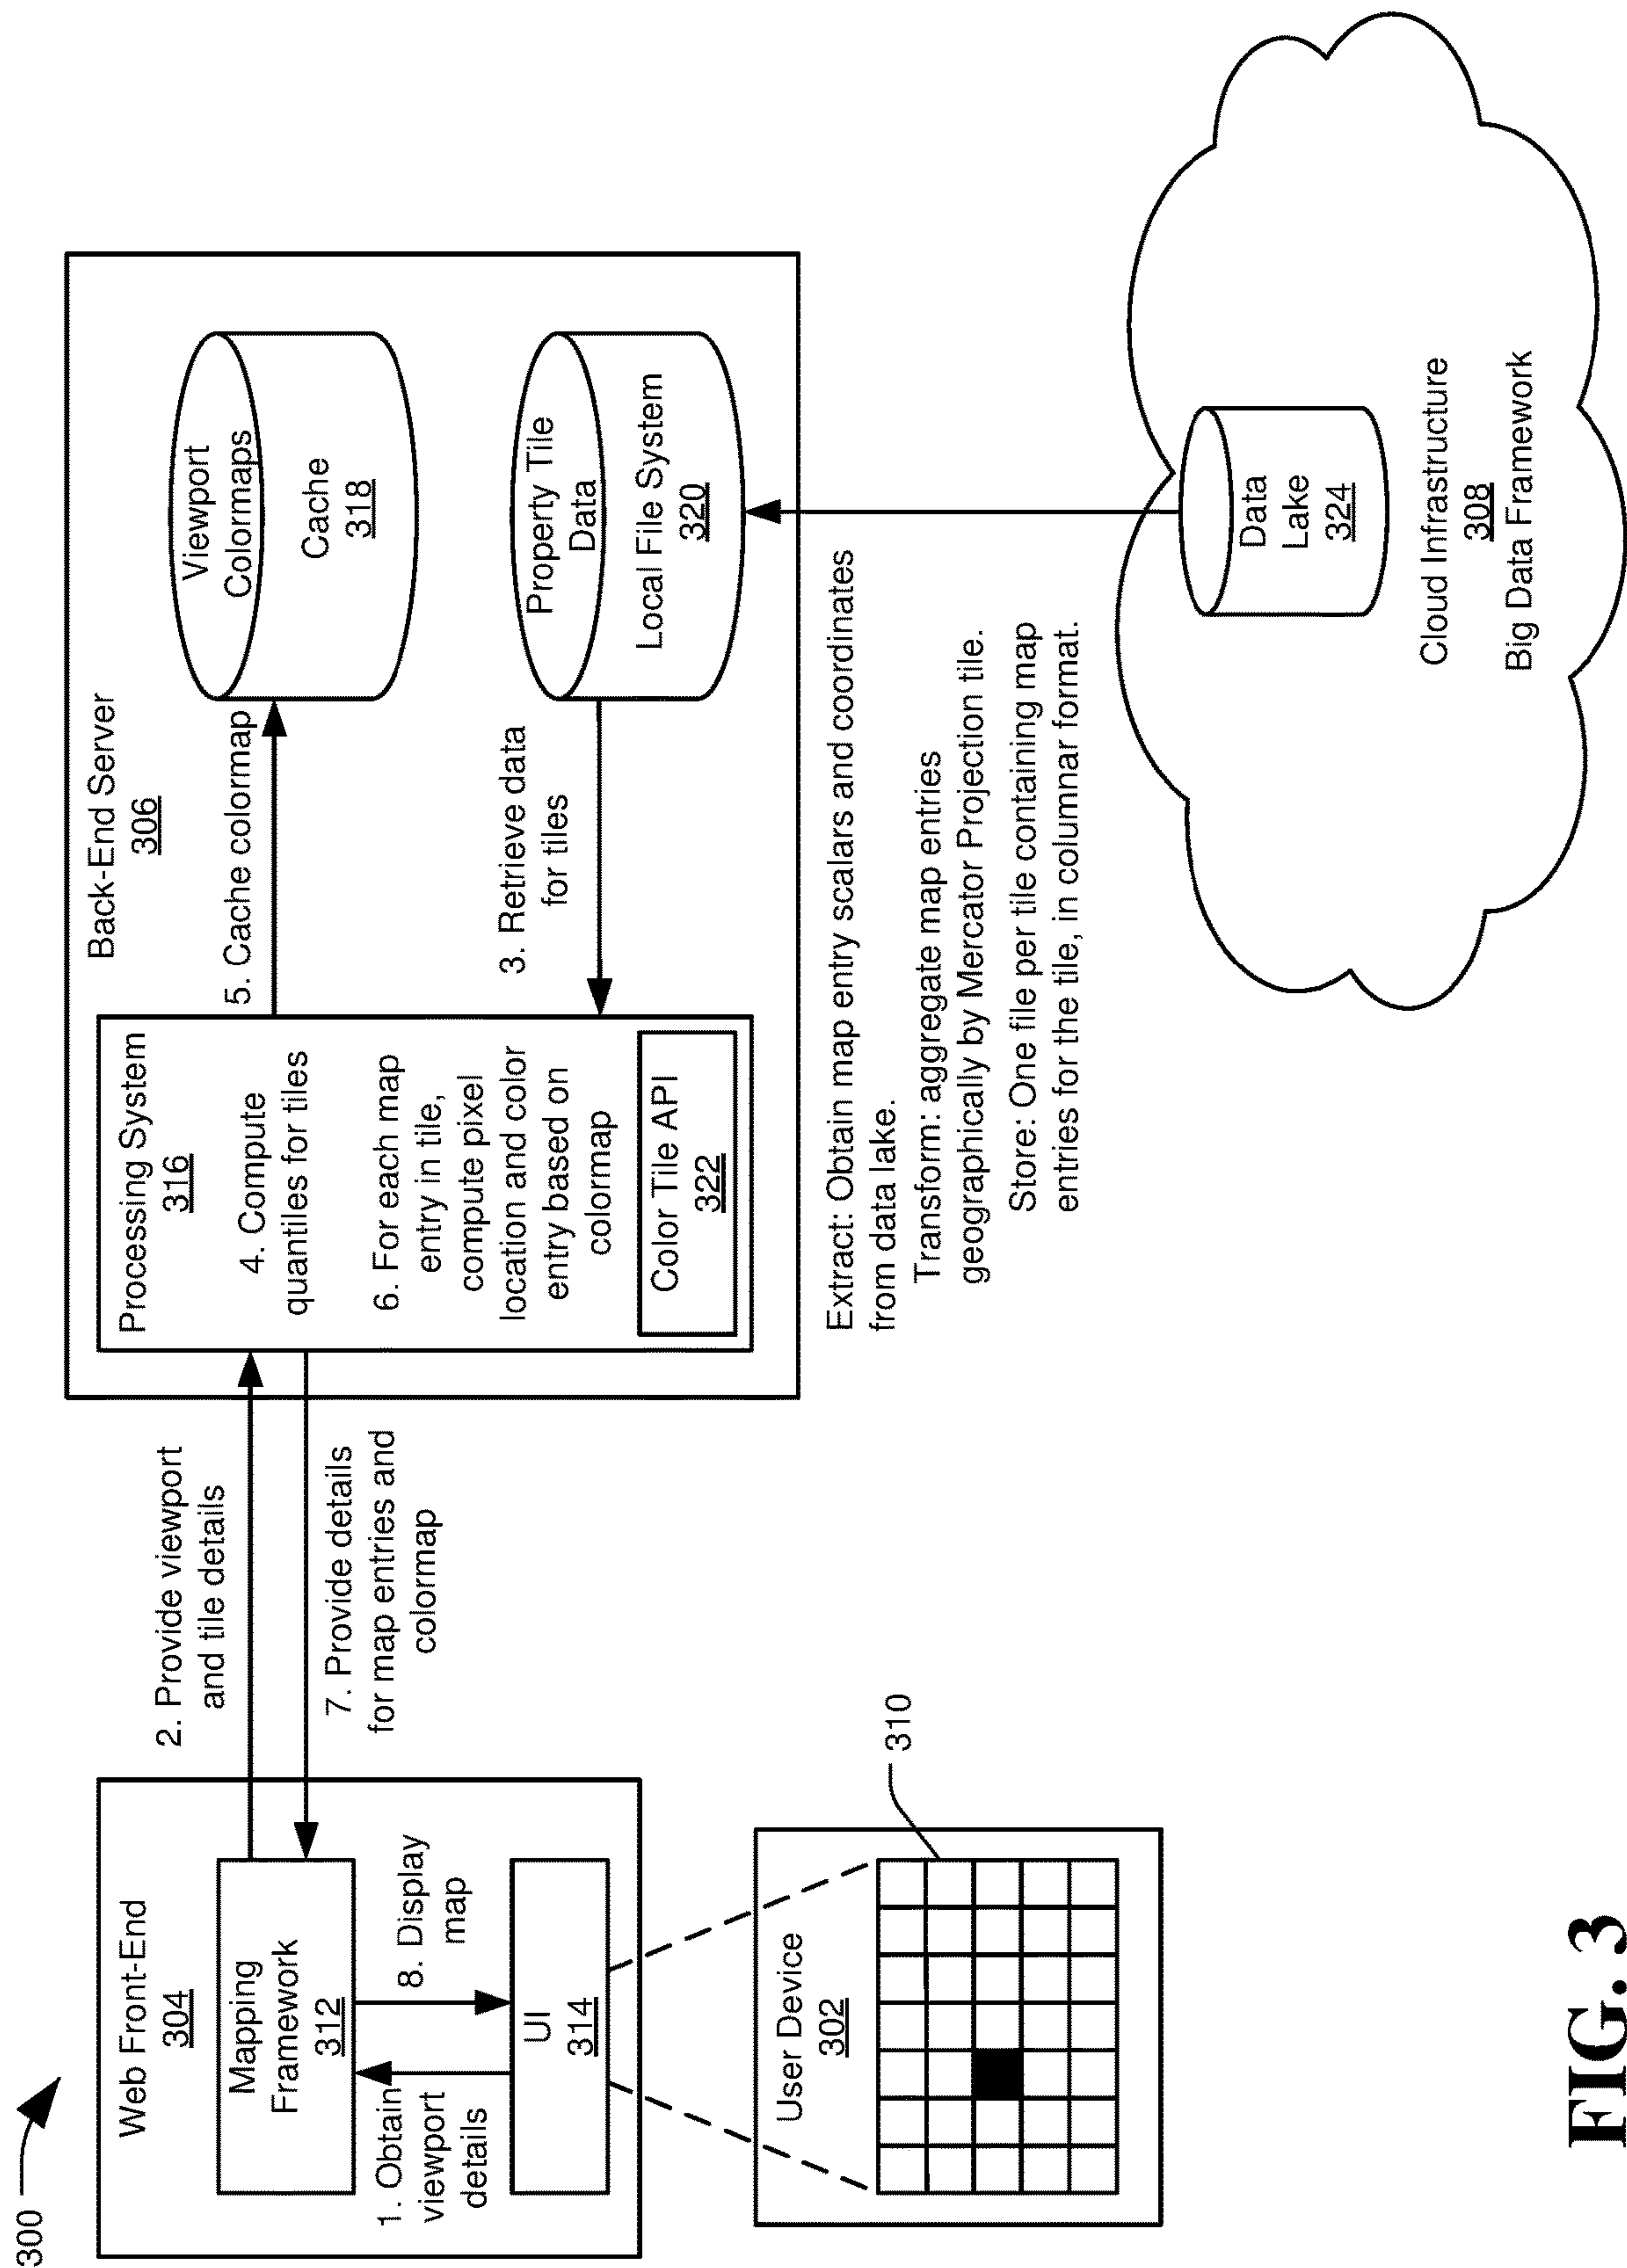 300
Web Front-End
304
Mapping
Framework
312
1. Obtain
viewport
details
8. Display
map
UI
314
User Device
302
310
2. Provide viewport
and tile details
7. Provide details
for map entries and
colormap
Back-End Server
306
Processing System
316
4. Compute
quantiles for tiles
6. For each map
entry in tile,
compute pixel
location and color
entry based on
colormap
Color Tile API
322
5. Cache colormap
3. Retrieve data
for tiles
Viewport
Colormaps
Cache
318
Property Tile
Data
Local File System
320
Extract: Obtain map entry scalars and coordinates
from data lake.
Transform: aggregate map entries
geographically by Mercator Projection tile.
Store: One file per tile containing map
entries for the tile, in columnar format.
Data
Lake
324
Cloud Infrastructure
308
Big Data Framework
FIG. 3